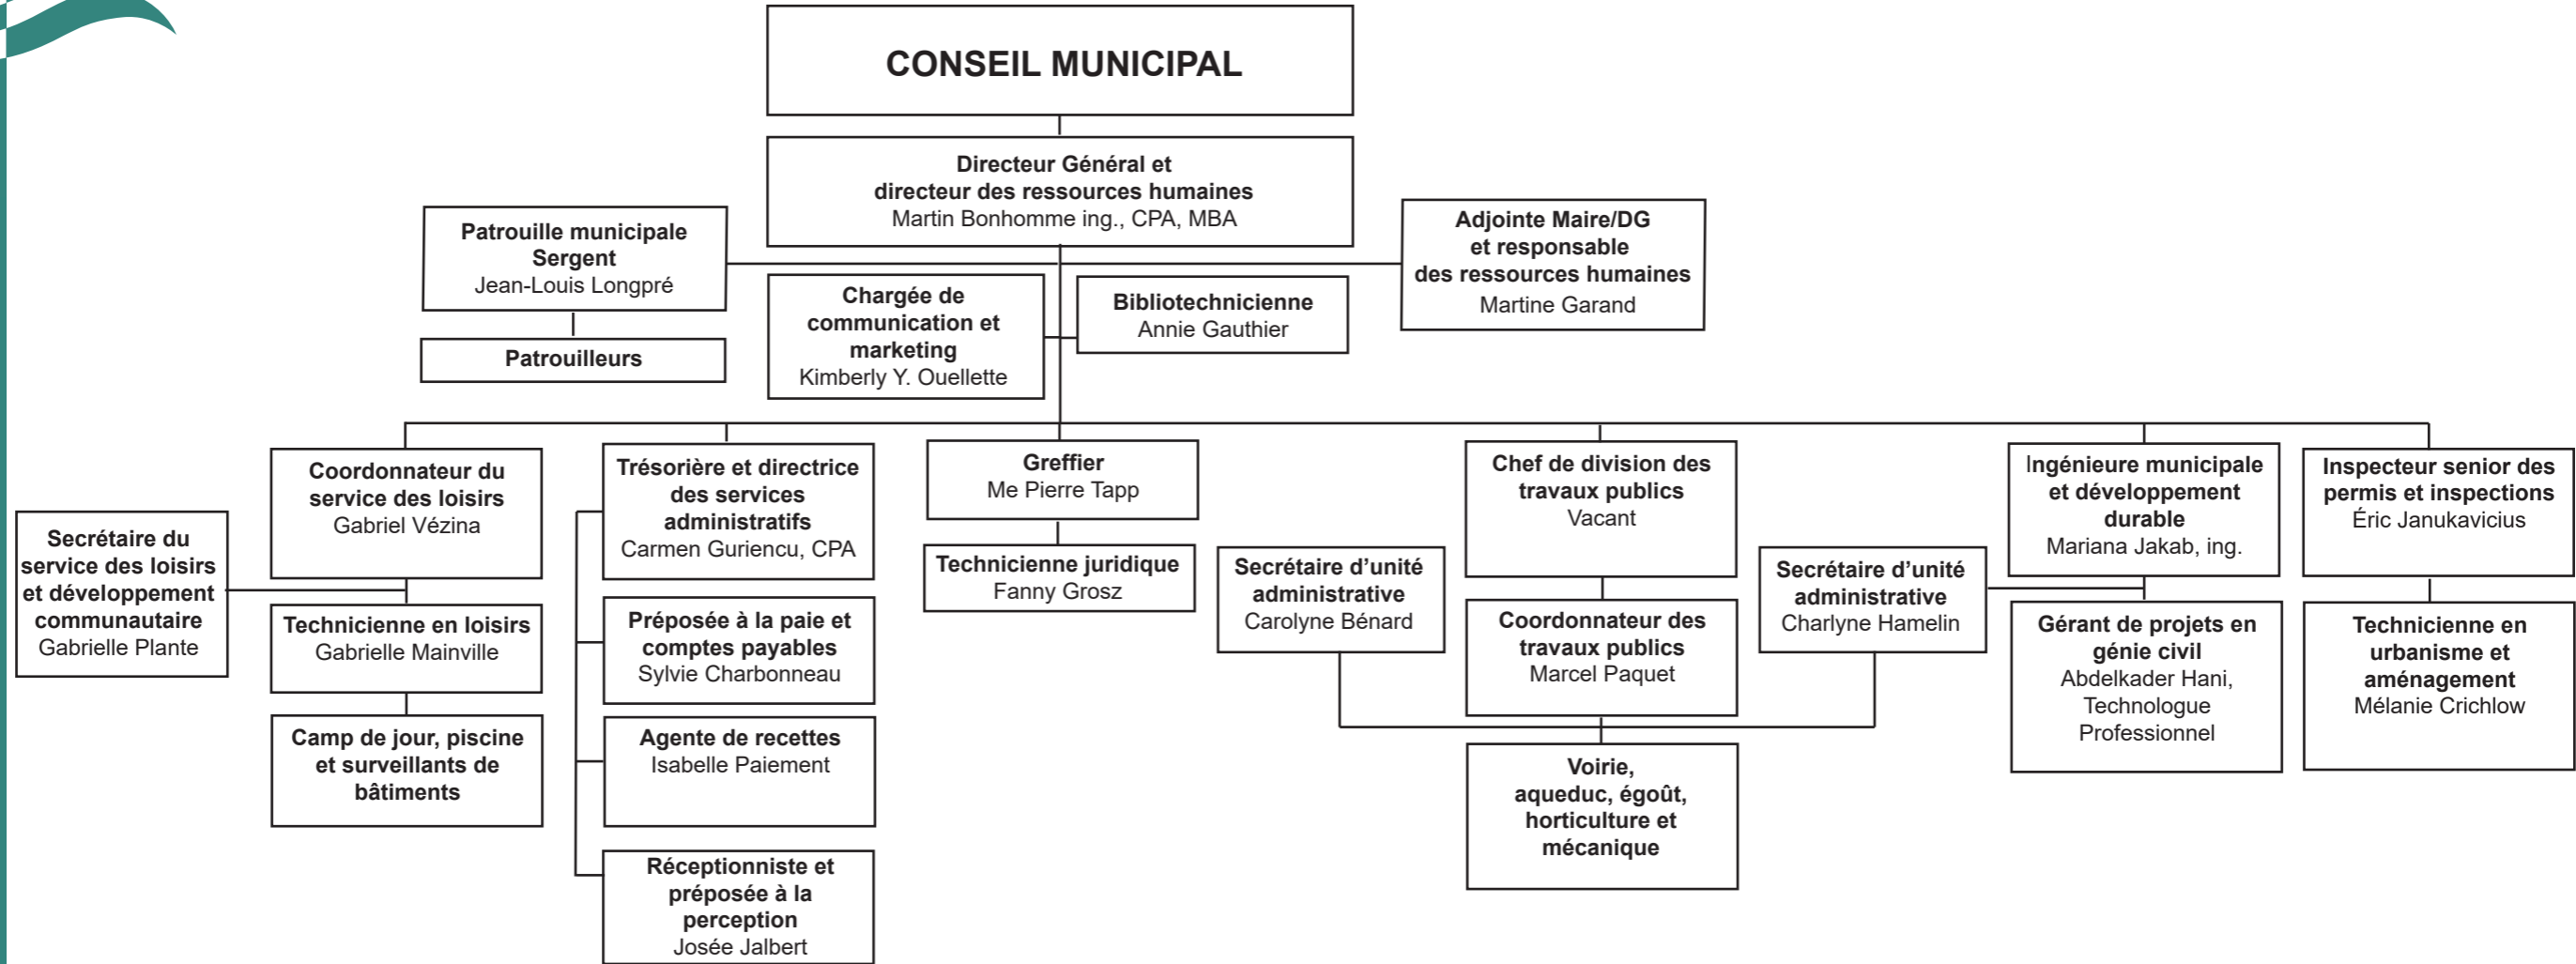 CONSEIL MUNICIPAL
Directeur Général et
directeur des ressources humaines
Martin Bonhomme ing., CPA, MBA
Patrouille municipale
Sergent
Jean-Louis Longpré
Patrouilleurs
Chargée de
communication et
marketing
Kimberly Y. Ouellette
Bibliotechnicienne
Annie Gauthier
Adjointe Maire/DG
et responsable
des ressources humaines
Martine Garand
Secrétaire du
service des loisirs
et développement
communautaire
Gabrielle Plante
Coordonnateur du
service des loisirs
Gabriel Vézina
Technicienne en loisirs
Gabrielle Mainville
Camp de jour, piscine
et surveillants de
bâtiments
Trésorière et directrice
des services
administratifs
Carmen Guriencu, CPA
Préposée à la paie et
comptes payables
Sylvie Charbonneau
Agente de recettes
Isabelle Paiement
Réceptionniste et
préposée à la
perception
Josée Jalbert
Greffier
Me Pierre Tapp
Technicienne juridique
Fanny Grosz
Secrétaire d’unité
administrative
Carolyne Bénard
Chef de division des
travaux publics
Vacant
Coordonnateur des
travaux publics
Marcel Paquet
Voirie,
aqueduc, égoût,
horticulture et
mécanique
Secrétaire d’unité
administrative
Charlyne Hamelin
Ingénieure municipale
et développement
durable
Mariana Jakab, ing.
Gérant de projets en
génie civil
Abdelkader Hani,
Technologue
Professionnel
Inspecteur senior des
permis et inspections
Éric Janukavicius
Technicienne en
urbanisme et
aménagement
Mélanie Crichlow